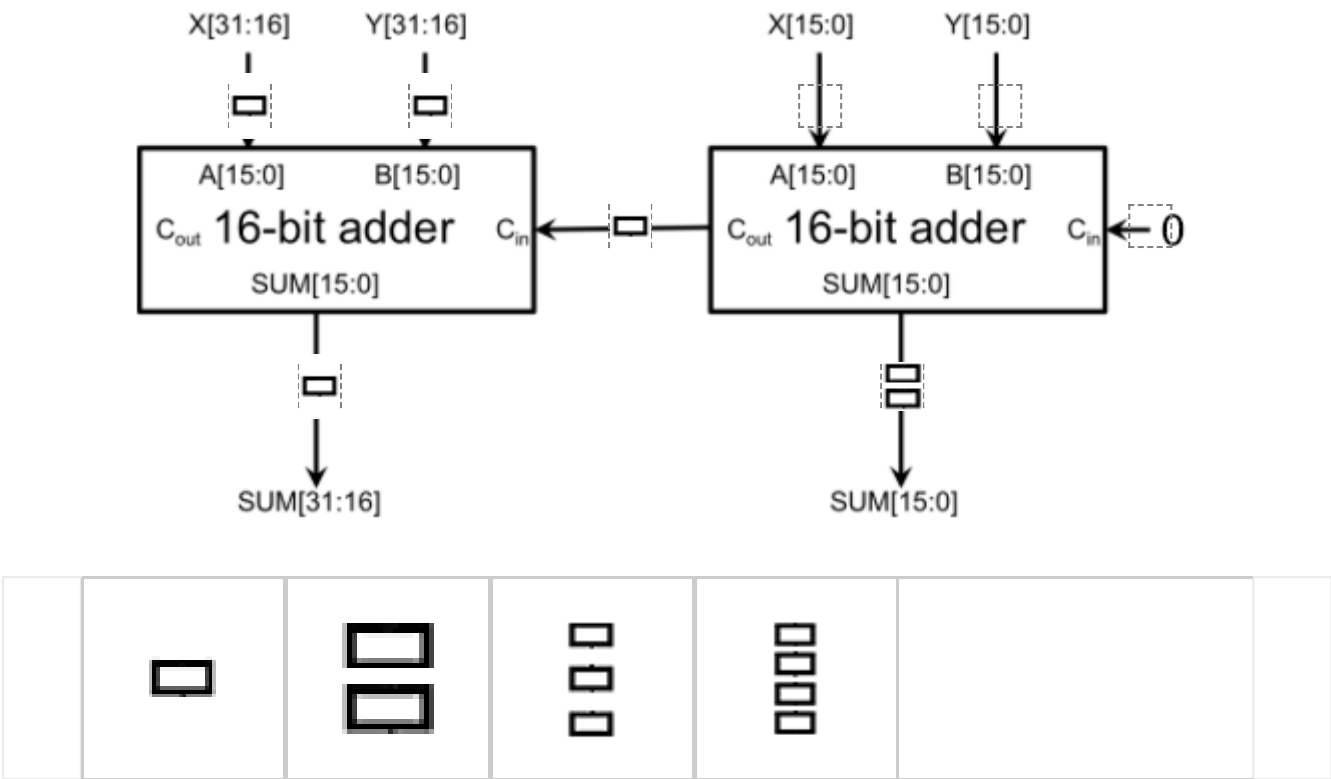 X[31:16] Y[31:16] X[15:0] Y[15:0]
A[15:0] B[15:0] A[15:0] B[15:0]
Cout 16-bit adder Cin Cout 16-bit adder Cin 0
SUM[15:0] SUM[15:0]
SUM[31:16] SUM[15:0]